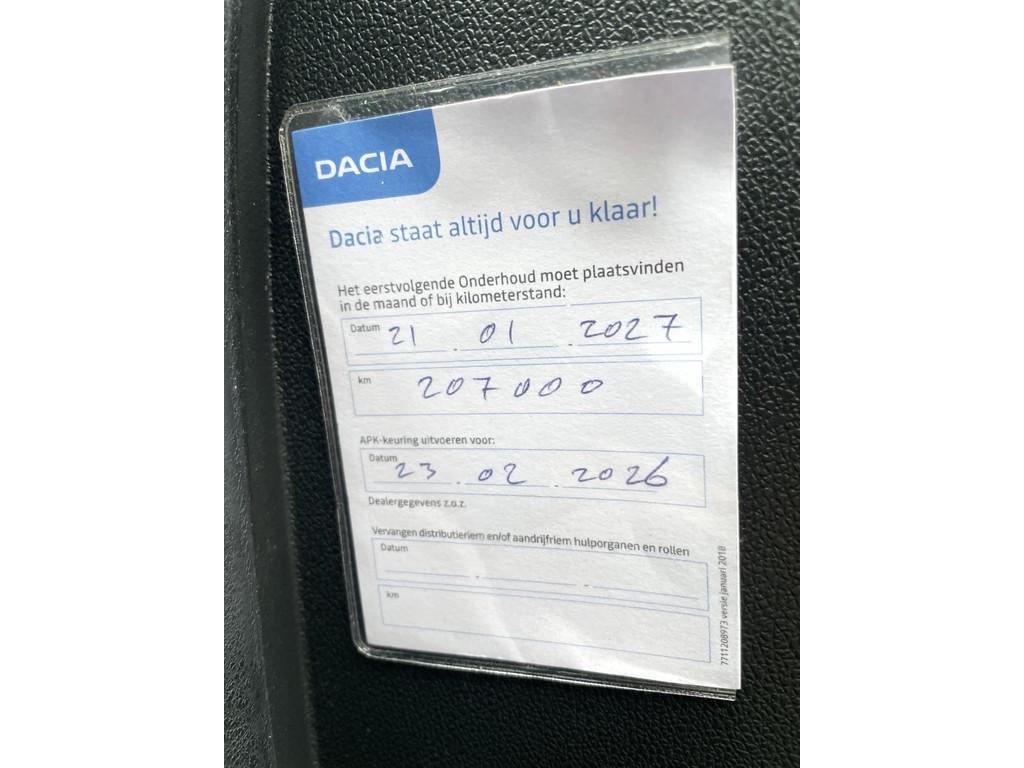 DACIA
Dacia staat altijd voor u klaar!
Het eerstvolgende Onderhoud moet plaatsvinden
in de maand of bij kilometerstand:
Datum 21 . 01 . 2027
km 207000
APK-keuring uitvoeren voor:
Datum 23 . 02 . 2026
Dealergegevens z.o.z.
Vervangen distributieriem en/of aandrijfriem hulporganen en rollen
Datum . .
km
7711208973 versie januari 2018